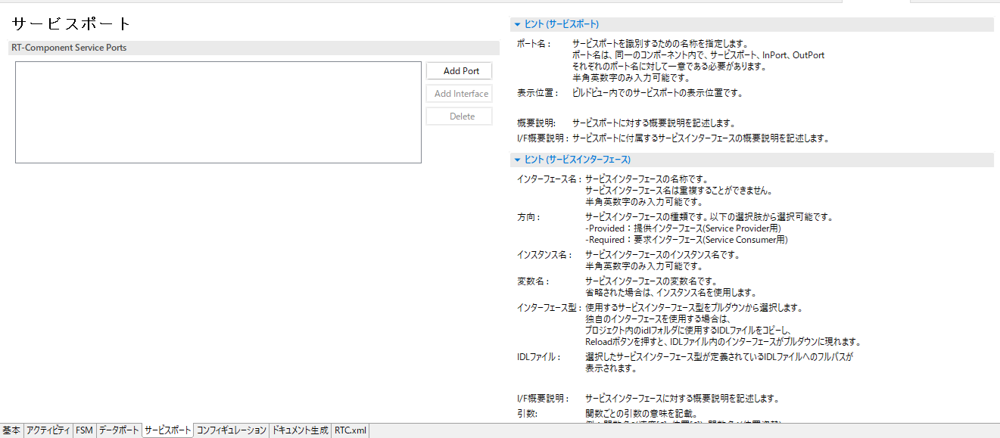 サービスポート
RT-Component Service Ports
Add Port
Add Interface
Delete
ヒント (サービスポート)
ポート名 : サービスポートを識別するための名称を指定します。
ポート名は、同一のコンポーネント内で、サービスポート、InPort、OutPort
それぞれのポート名に対して一意である必要があります。
半角英数字のみ入力可能です。
表示位置 : ビルドビュー内でのサービスポートの表示位置です。
概要説明: サービスポートに対する概要説明を記述します。
I/F概要説明 : サービスポートに付属するサービスインターフェースの概要説明を記述します。
ヒント (サービスインターフェース)
インターフェース名 : サービスインターフェースの名称です。
サービスインターフェース名は重複することができません。
半角英数字のみ入力可能です。
方向 : サービスインターフェースの種類です。以下の選択肢から選択可能です。
-Provided：提供インターフェース(Service Provider用)
-Required：要求インターフェース(Service Consumer用)
インスタンス名 : サービスインターフェースのインスタンス名です。
半角英数字のみ入力可能です。
変数名 : サービスインターフェースの変数名です。
省略された場合は、インスタンス名を使用します。
インターフェース型 : 使用するサービスインターフェース型をプルダウンから選択します。
独自のインターフェースを使用する場合は、
プロジェクト内のidlフォルダに使用するIDLファイルをコピーし、
Reloadボタンを押すと、IDLファイル内のインターフェースがプルダウンに現れます。
IDLファイル : 選択したサービスインターフェース型が定義されているIDLファイルへのフルパスが
表示されます。
I/F概要説明 : サービスインターフェースに対する概要説明を記述します。
引数: 関数ごとの引数の意味を記載。
基本 アクティビティ FSM データポート サービスポート コンフィギュレーション ドキュメント生成 RTC.xml